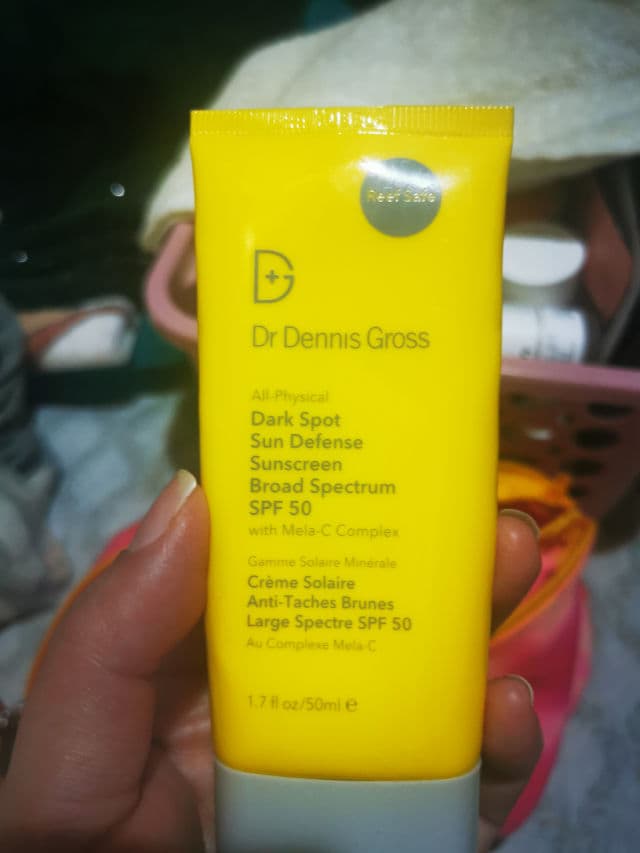 Reef Safe
DG
Dr Dennis Gross
All-Physical
Dark Spot
Sun Defense
Sunscreen
Broad Spectrum
SPF 50
with Mela-C Complex
Gamme Solaire Minérale
Crème Solaire
Anti-Taches Brunes
Large Spectre SPF 50
Au Complexe Mela-C
1.7 fl oz/50ml ℮